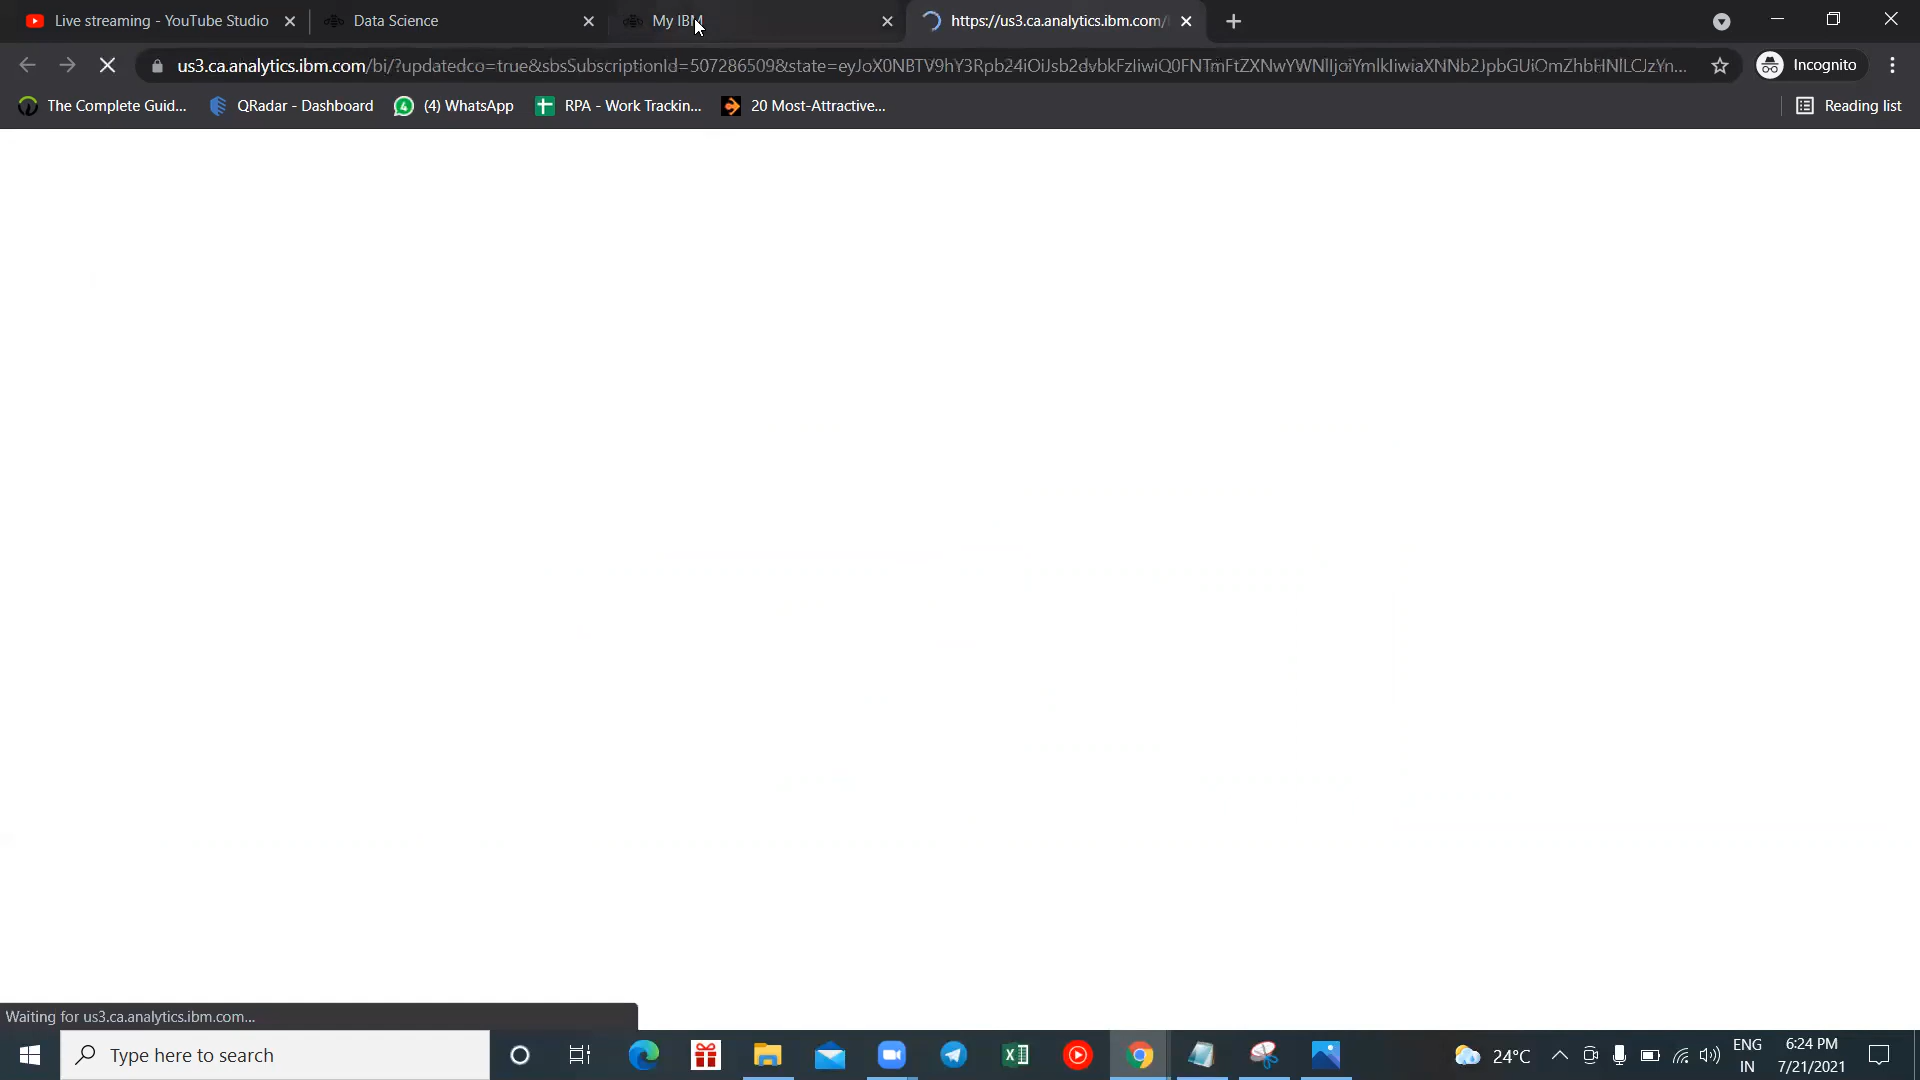 Live streaming - YouTube Studio
Data Science
My IBM
https://us3.ca.analytics.ibm.com/
us3.ca.analytics.ibm.com/bi/?updatedco=true&sbsSubscriptionId=507286509&state=eyJoX0NBTV9hY3Rpb24iOiJsb2dvbkFzIiwiQ0FNTmFtZXNwYWNlIjoiYmlkIiwiaXNNb2JpbGUiOmZhbHNlLCJzYn...
Incognito
The Complete Guid...
QRadar - Dashboard
(4) WhatsApp
RPA - Work Trackin...
20 Most-Attractive...
Reading list
Waiting for us3.ca.analytics.ibm.com...
Type here to search
24°C
ENG
IN
6:24 PM
7/21/2021